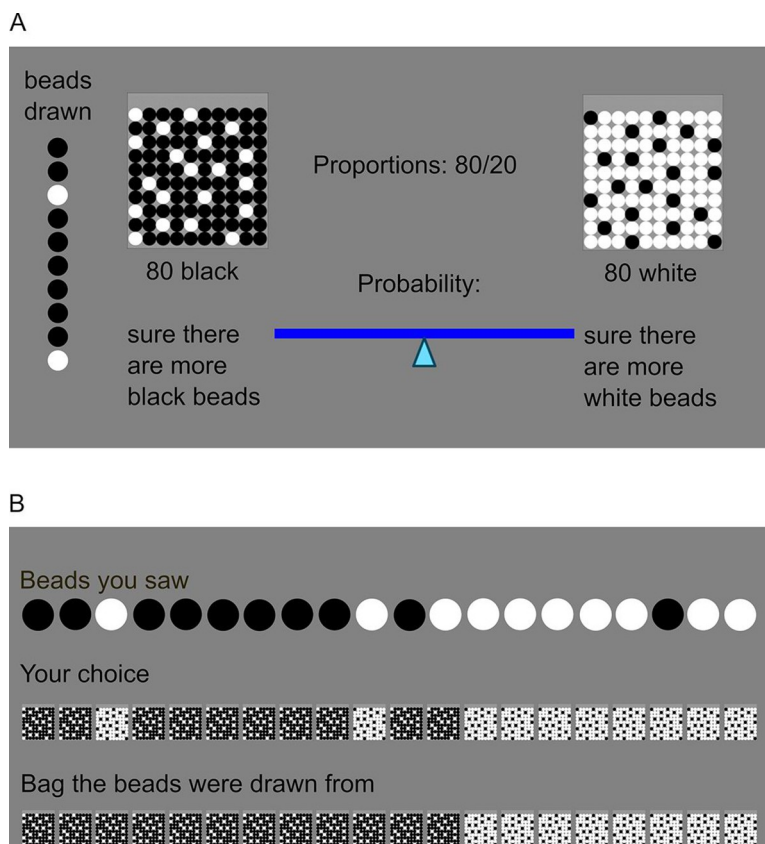 A
beads
drawn
Proportions: 80/20
80 black
80 white
Probability:
sure there
are more
black beads
sure there
are more
white beads
B
Beads you saw
Your choice
Bag the beads were drawn from